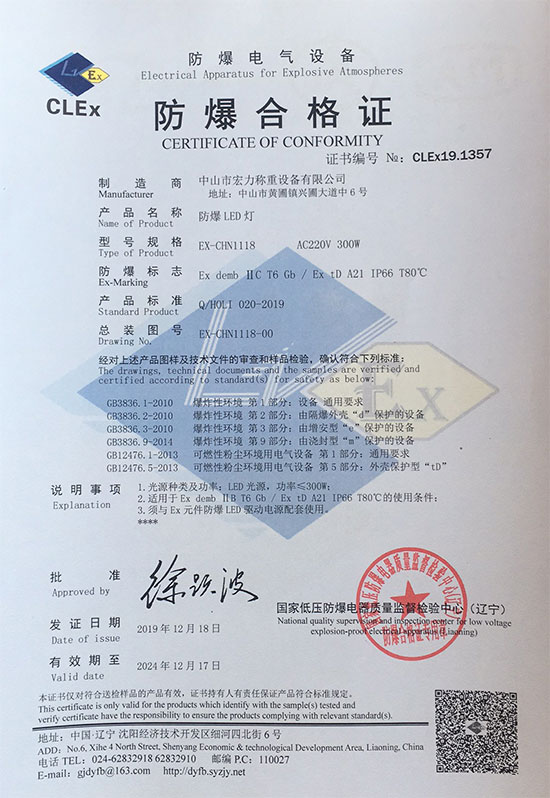 防爆电气设备
Electrical Apparatus for Explosive Atmospheres
CLEx
防爆合格证
CERTIFICATE OF CONFORMITY
证书编号 №: CLEx19.1357
制造商 中山市宏力称重设备有限公司
Manufacturer 地址: 中山市黄圃镇兴圃大道中6号
产品名称 防爆LED灯
Name of Product
型号规格 EX-CHN1118 AC220V 300W
Type of Product
防爆标志 Ex demb ⅡC T6 Gb / Ex tD A21 IP66 T80℃
Ex-Marking
产品标准 Q/HOLI 020-2019
Standard Product
总装图号 EX-CHN1118-00
Drawing No.
经对上述产品图样及技术文件的审查和样品检验，确认符合下列标准:
The drawings, technical documents and the samples are verified and
certified according to standard(s) for safety as below:
GB3836.1-2010 爆炸性环境 第1部分: 设备 通用要求
GB3836.2-2010 爆炸性环境 第2部分: 由隔爆外壳“d”保护的设备
GB3836.3-2010 爆炸性环境 第3部分: 由增安型“e”保护的设备
GB3836.9-2014 爆炸性环境 第9部分: 由浇封型“m”保护的设备
GB12476.1-2013 可燃性粉尘环境用电气设备 第1部分: 通用要求
GB12476.5-2013 可燃性粉尘环境用电气设备 第5部分: 外壳保护型“tD”
说明事项 1.光源种类及功率: LED光源, 功率≤300W;
Explanation 2.适用于Ex demb ⅡB T6 Gb / Ex tD A21 IP66 T80℃的使用条件;
3.须与Ex元件防爆LED驱动电源配套使用.
****
批准 徐跃波
Approved by
国家低压防爆电器质量监督检验中心（辽宁）
National quality supervision and inspection center for low voltage
explosion-proof electrical apparatus (Liaoning)
防爆合格证专用章
发证日期 2019年12月18日
Date of issue
有效期至 2024年12月17日
Valid date
本证书仅对符合送检样品的产品有效，证书持有人有责任保证产品符合标准规定。
This certificate is only valid for the products which identify with the sample(s) tested and
verify certificate have the responsibility to ensure the products complying with relevant standard(s).
地址: 中国·辽宁 沈阳经济技术开发区细河四北街6号
ADD: No.6, Xihe 4 North Street, Shenyang Economic & technological Development Area, Liaoning, China
电话 TEL: 024-62832918 62832910 邮编 P.C: 110027
E-mail: gjdyfb@163.com http://dyfb.syzjy.net